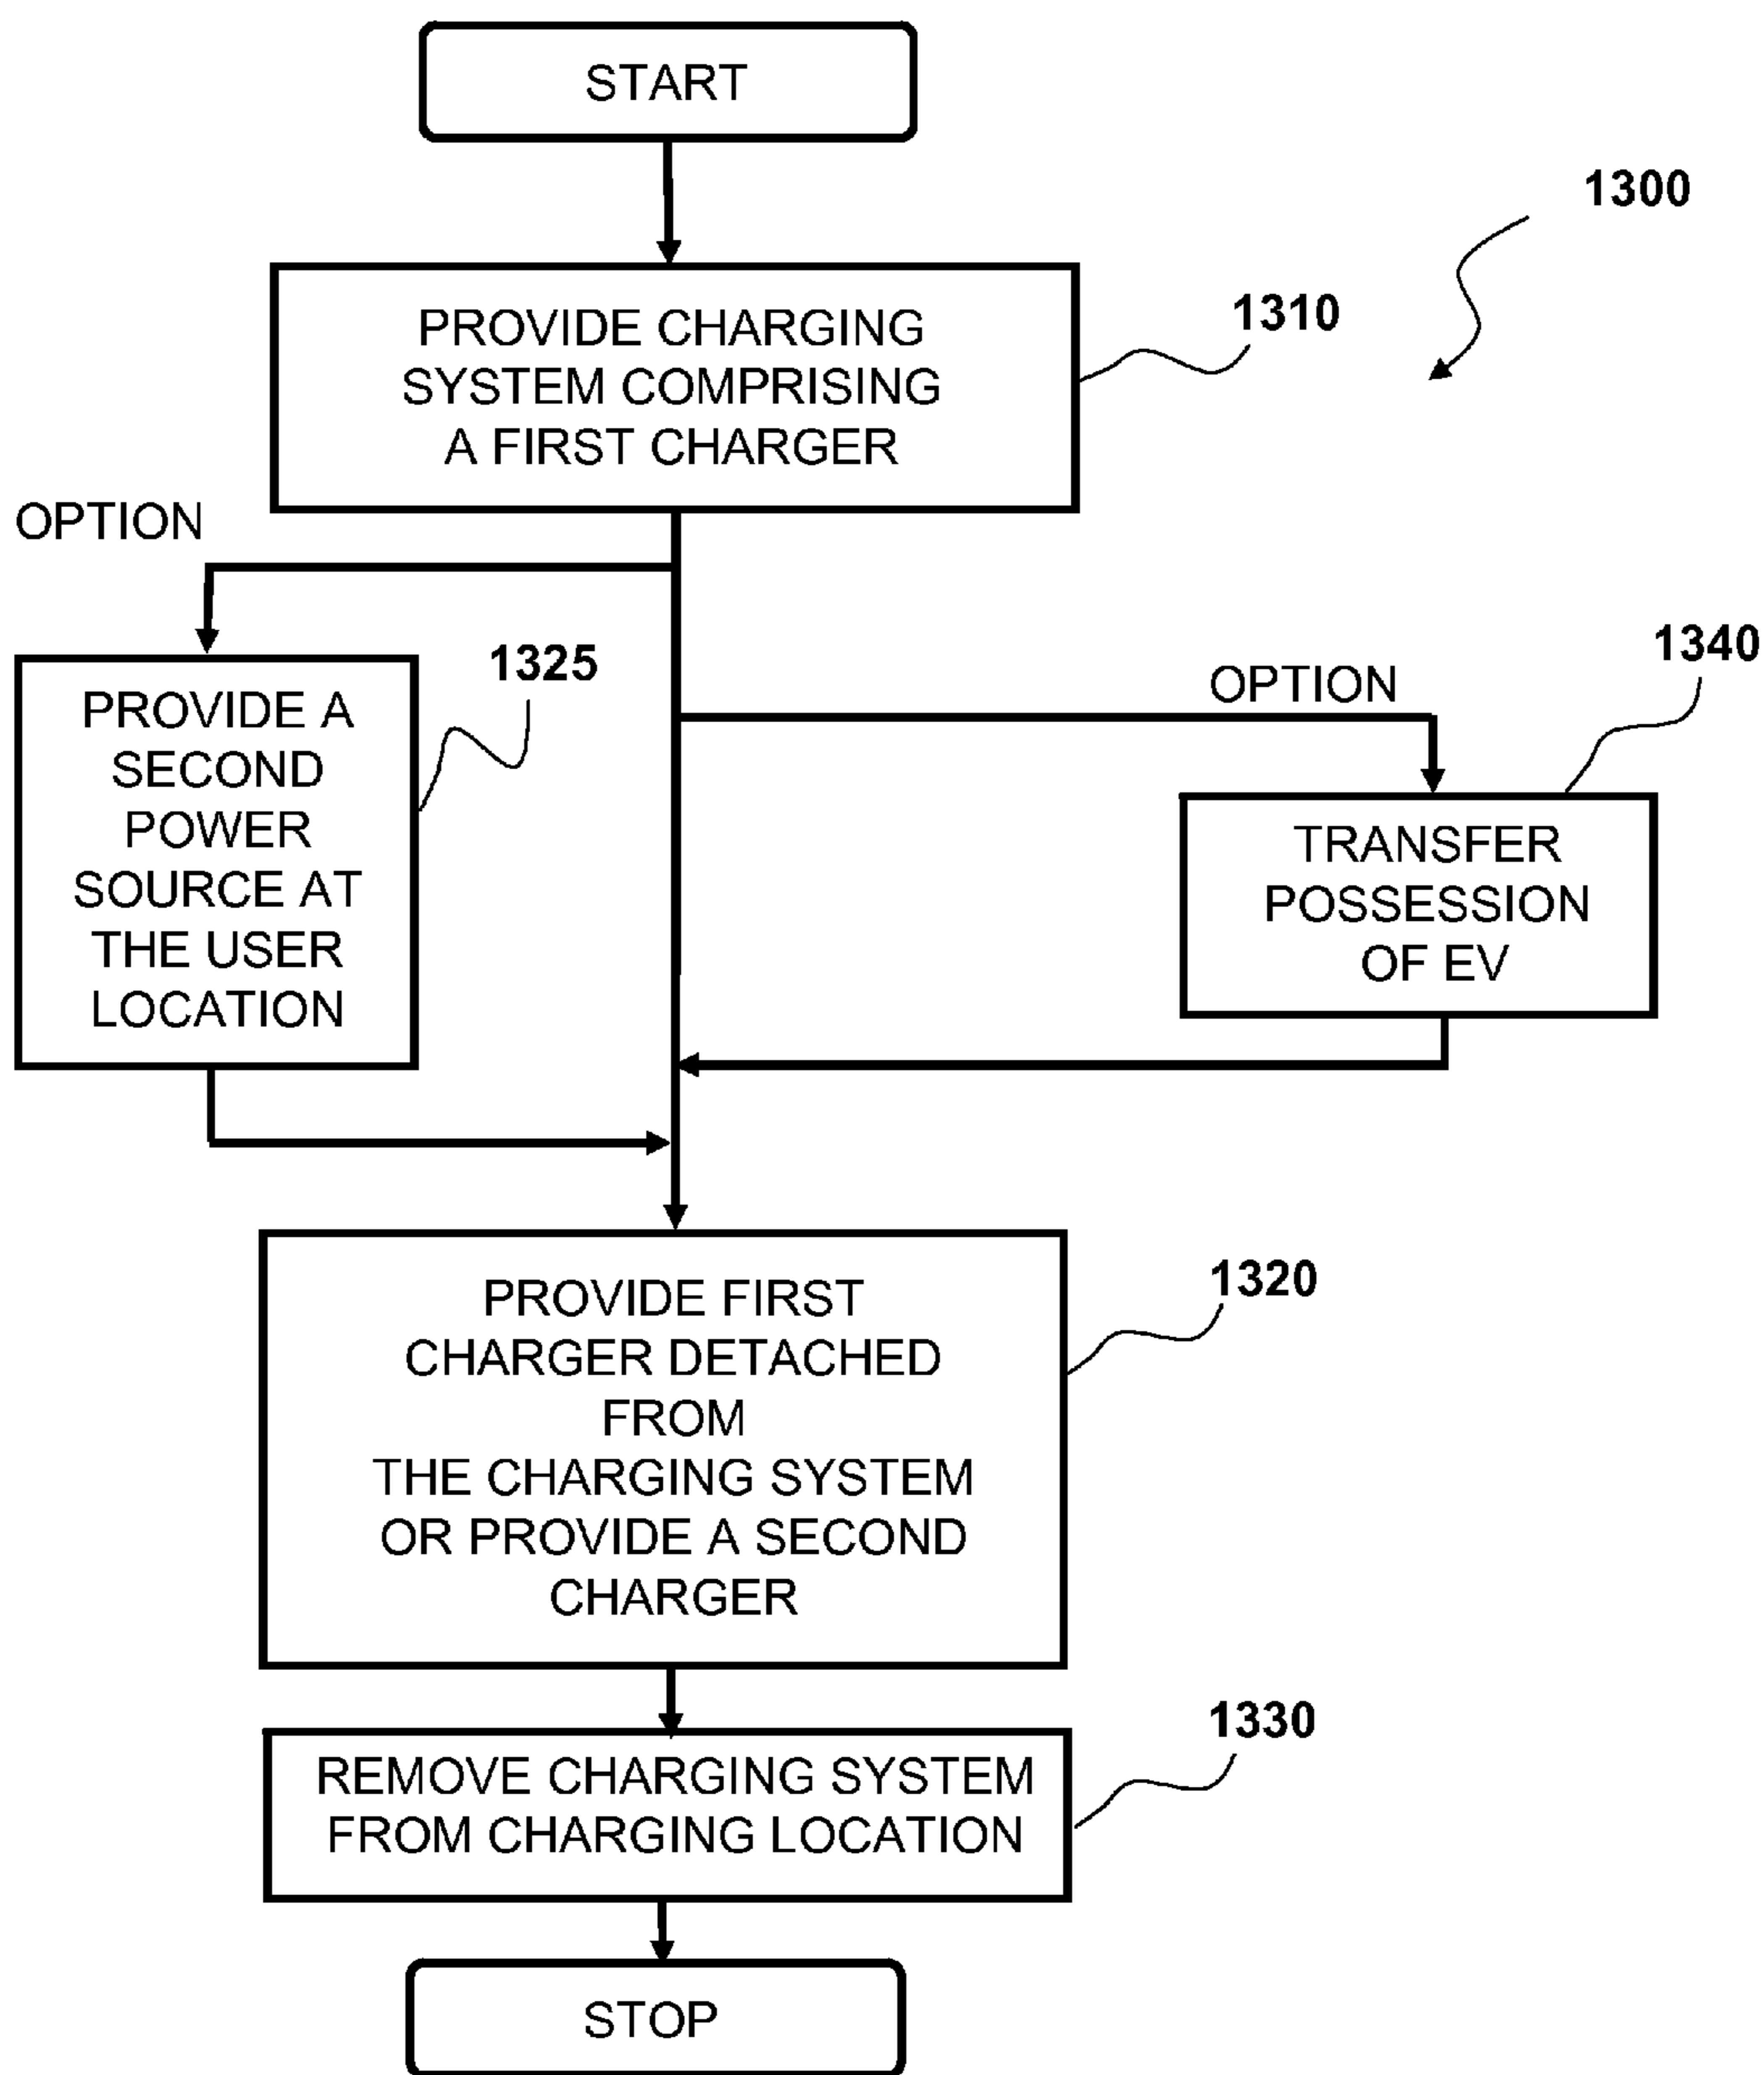 START
1300
PROVIDE CHARGING
SYSTEM COMPRISING
A FIRST CHARGER
1310
OPTION
PROVIDE A
SECOND
POWER
SOURCE AT
THE USER
LOCATION
1325
OPTION
1340
TRANSFER
POSSESSION
OF EV
PROVIDE FIRST
CHARGER DETACHED
FROM
THE CHARGING SYSTEM
OR PROVIDE A SECOND
CHARGER
1320
REMOVE CHARGING SYSTEM
FROM CHARGING LOCATION
1330
STOP